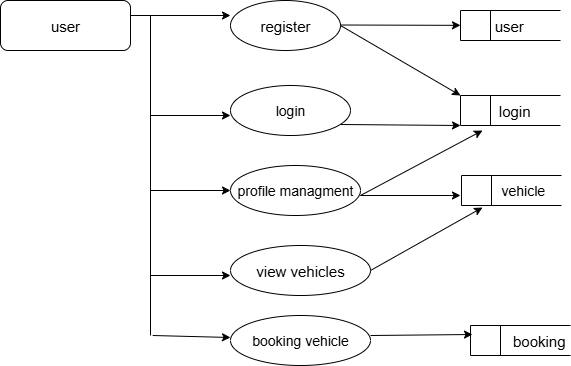 user
register
user
login
login
profile managment
vehicle
view vehicles
booking vehicle
booking